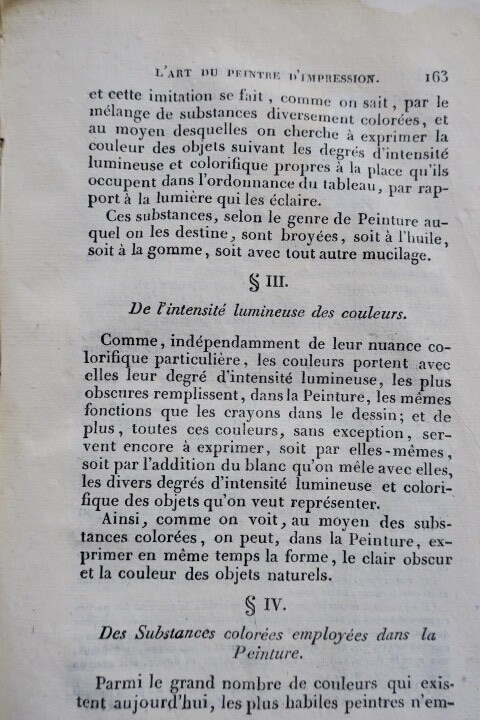 L'ART DU PEINTRE D'IMPRESSION. 163
et cette imitation se fait, comme on sait, par le
mélange de substances diversement colorées, et
au moyen desquelles on cherche à exprimer la
couleur des objets suivant les degrés d'intensité
lumineuse et colorifique propres à la place qu'ils
occupent dans l'ordonnance du tableau, par rap-
port à la lumière qui les éclaire.
Ces substances, selon le genre de Peinture au-
quel on les destine, sont broyées, soit à l'huile,
soit à la gomme, soit avec tout autre mucilage.
§ III.
De l'intensité lumineuse des couleurs.
Comme, indépendamment de leur nuance co-
lorifique particulière, les couleurs portent avec
elles leur degré d'intensité lumineuse, les plus
obscures remplissent, dans la Peinture, les mêmes
fonctions que les crayons dans le dessin; et de
plus, toutes ces couleurs, sans exception, ser-
vent encore à exprimer, soit par elles-mêmes,
soit par l'addition du blanc qu'on mêle avec elles,
les divers degrés d'intensité lumineuse et colori-
fique des objets qu'on veut représenter.
Ainsi, comme on voit, au moyen des subs-
tances colorées, on peut, dans la Peinture, ex-
primer en même temps la forme, le clair obscur
et la couleur des objets naturels.
§ IV.
Des Substances colorées employées dans la
Peinture.
Parmi le grand nombre de couleurs qui exis-
tent aujourd'hui, les plus habiles peintres n'em-